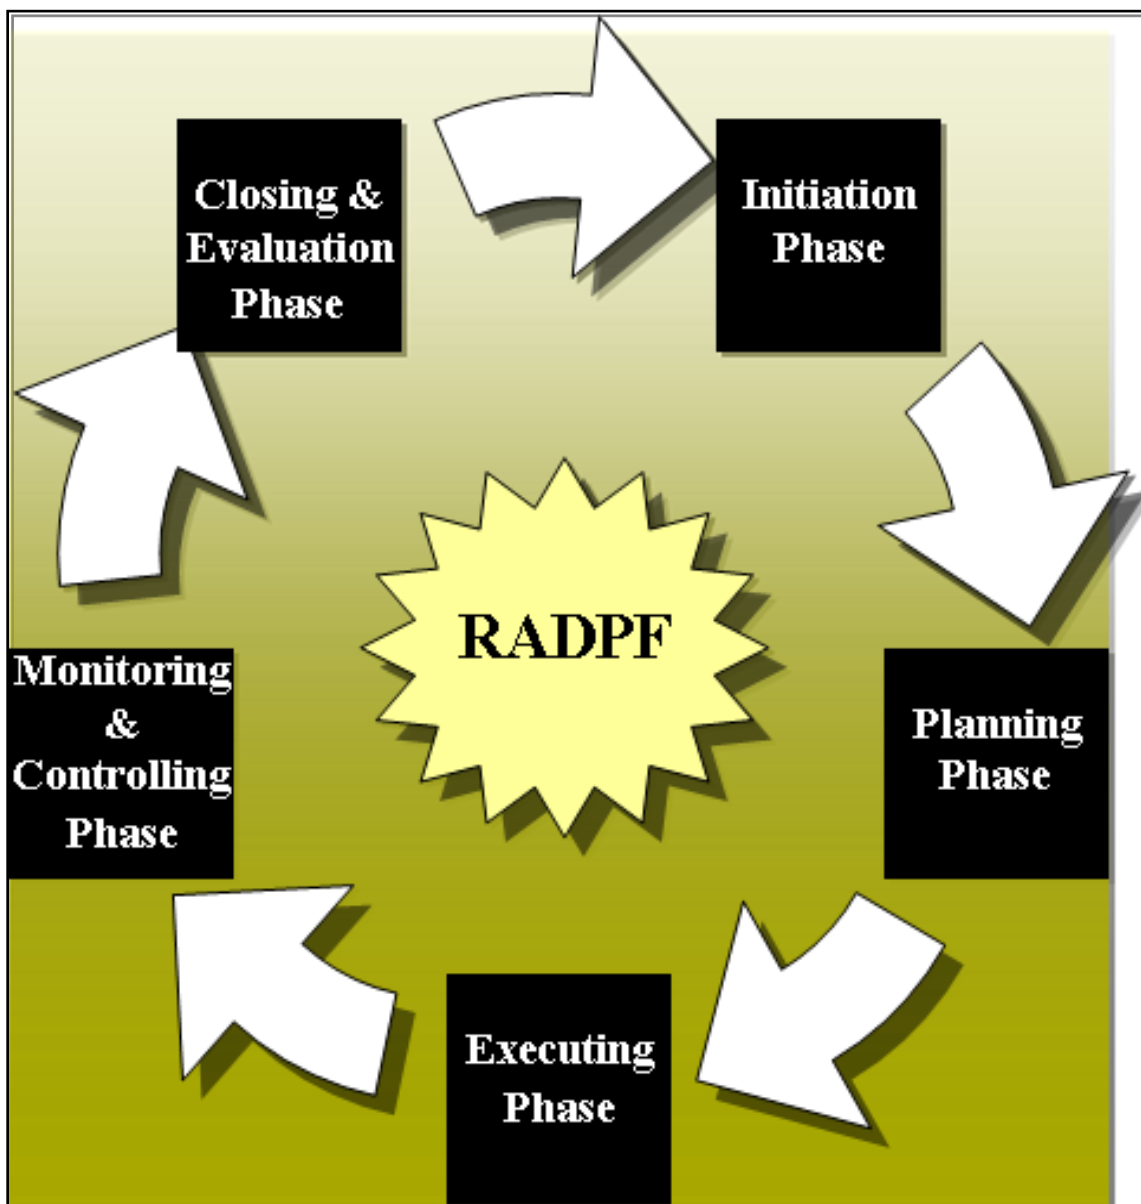 Closing &
Evaluation
Phase
Initiation
Phase
RADPF
Monitoring
&
Controlling
Phase
Planning
Phase
Executing
Phase